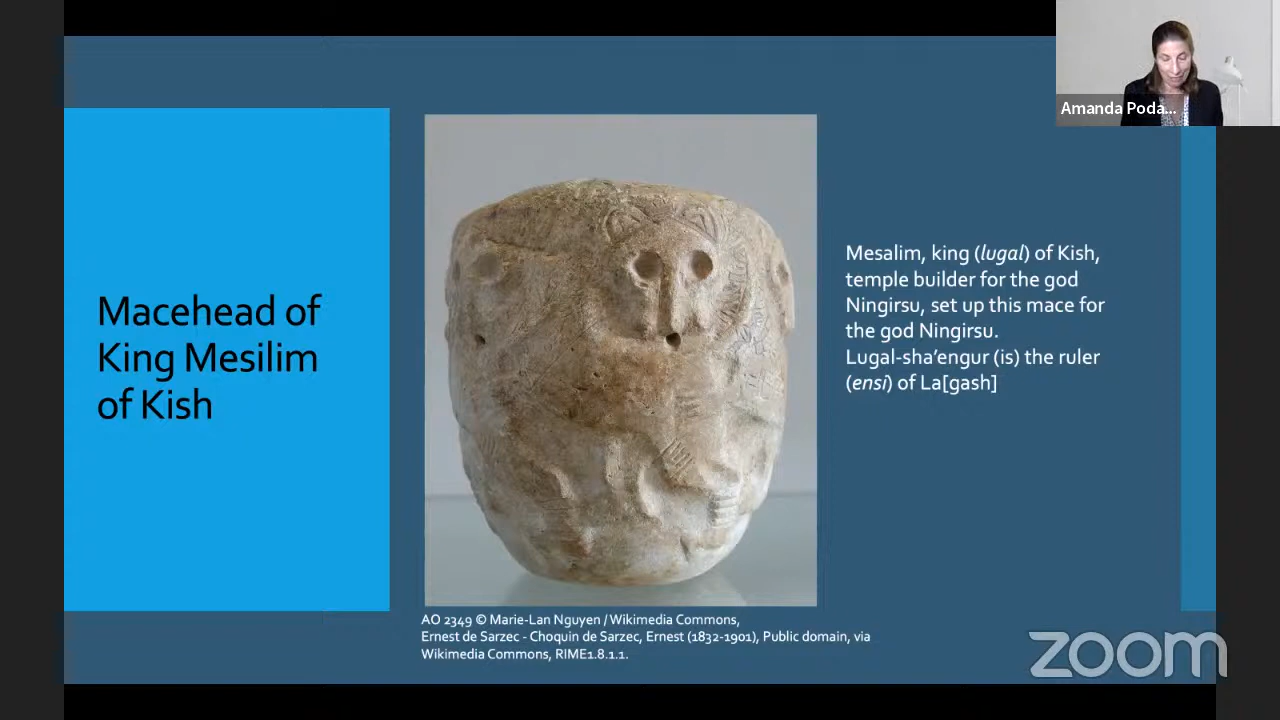 Amanda Poda...
Macehead of
King Mesilim
of Kish
Mesalim, king (lugal) of Kish,
temple builder for the god
Ningirsu, set up this mace for
the god Ningirsu.
Lugal-sha’engur (is) the ruler
(ensi) of La[gash]
AO 2349 © Marie-Lan Nguyen / Wikimedia Commons,
Ernest de Sarzec - Choquin de Sarzec, Ernest (1832-1901), Public domain, via
Wikimedia Commons, RIME1.8.1.1.
zoom